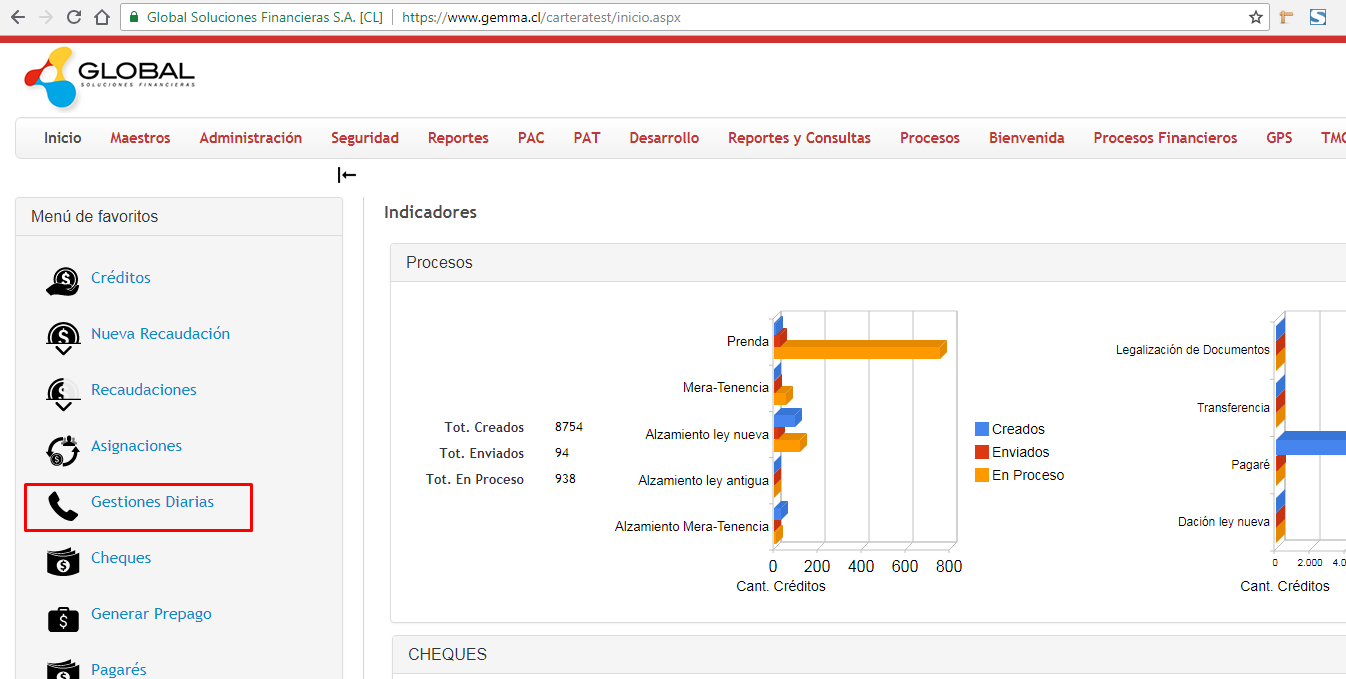 Global Soluciones Financieras S.A. [CL] https://www.gemma.cl/carteratest/inicio.aspx
GLOBAL
SOLUCIONES FINANCIERAS
Inicio Maestros Administración Seguridad Reportes PAC PAT Desarrollo Reportes y Consultas Procesos Bienvenida Procesos Financieros GPS TMC
Menú de favoritos
Créditos
Nueva Recaudación
Recaudaciones
Asignaciones
Gestiones Diarias
Cheques
Generar Prepago
Pagarés
Indicadores
Procesos
Tot. Creados 8754
Tot. Enviados 94
Tot. En Proceso 938
Prenda
Mera-Tenencia
Alzamiento ley nueva
Alzamiento ley antigua
Alzamiento Mera-Tenencia
0 200 400 600 800
Cant. Créditos
Creados
Enviados
En Proceso
Legalización de Documentos
Transferencia
Pagaré
Dación ley nueva
0 2.000
Cant. Créditos
CHEQUES